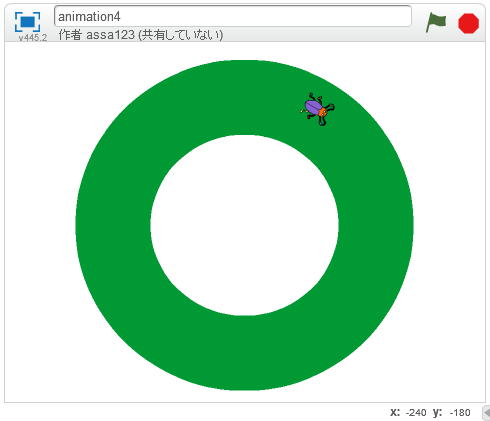 animation4
v445.2
作者 assa123 (共有していない)
x: -240 y: -180